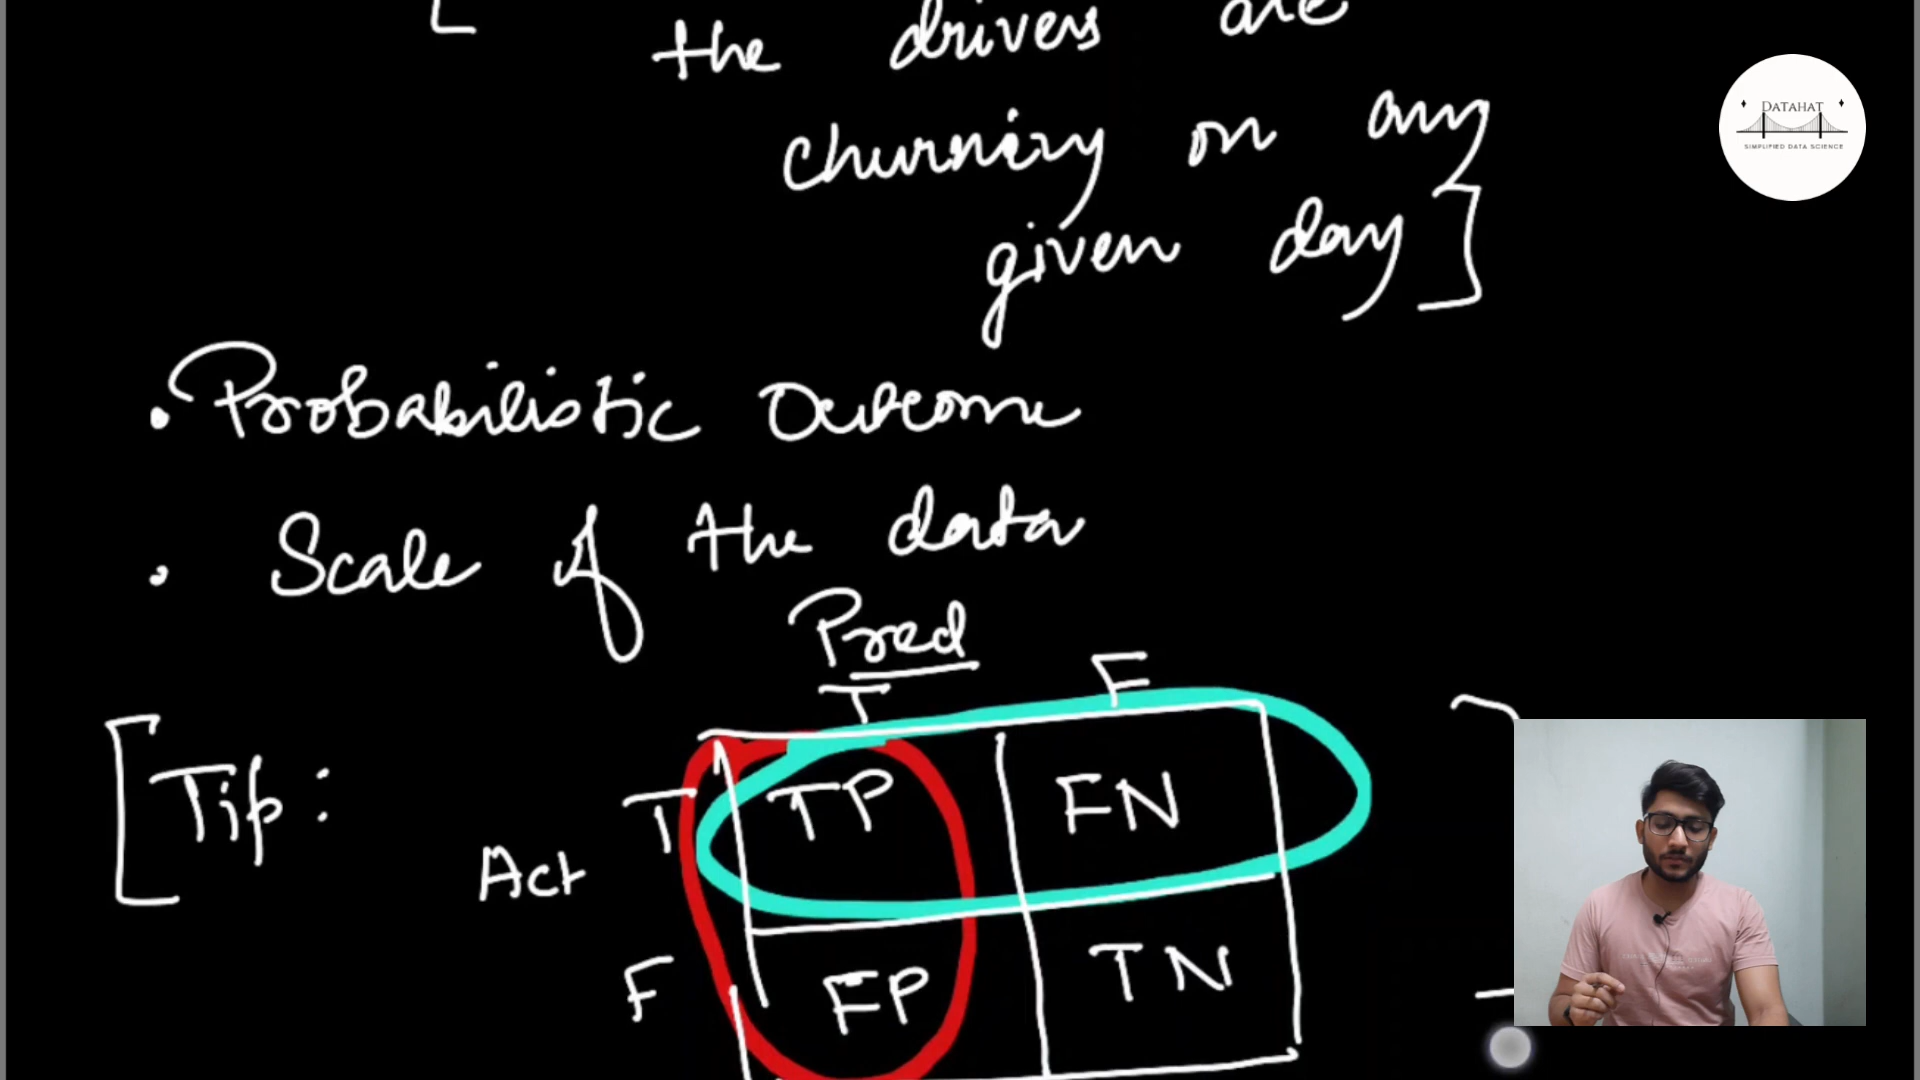 the drivers are
churning on any
given day]
DATAHAT
SIMPLIFIED DATA SCIENCE
• Probabilistic Outcome
• Scale of the data
Pred
T F
[Tip:
Act
T TP FN
F FP TN